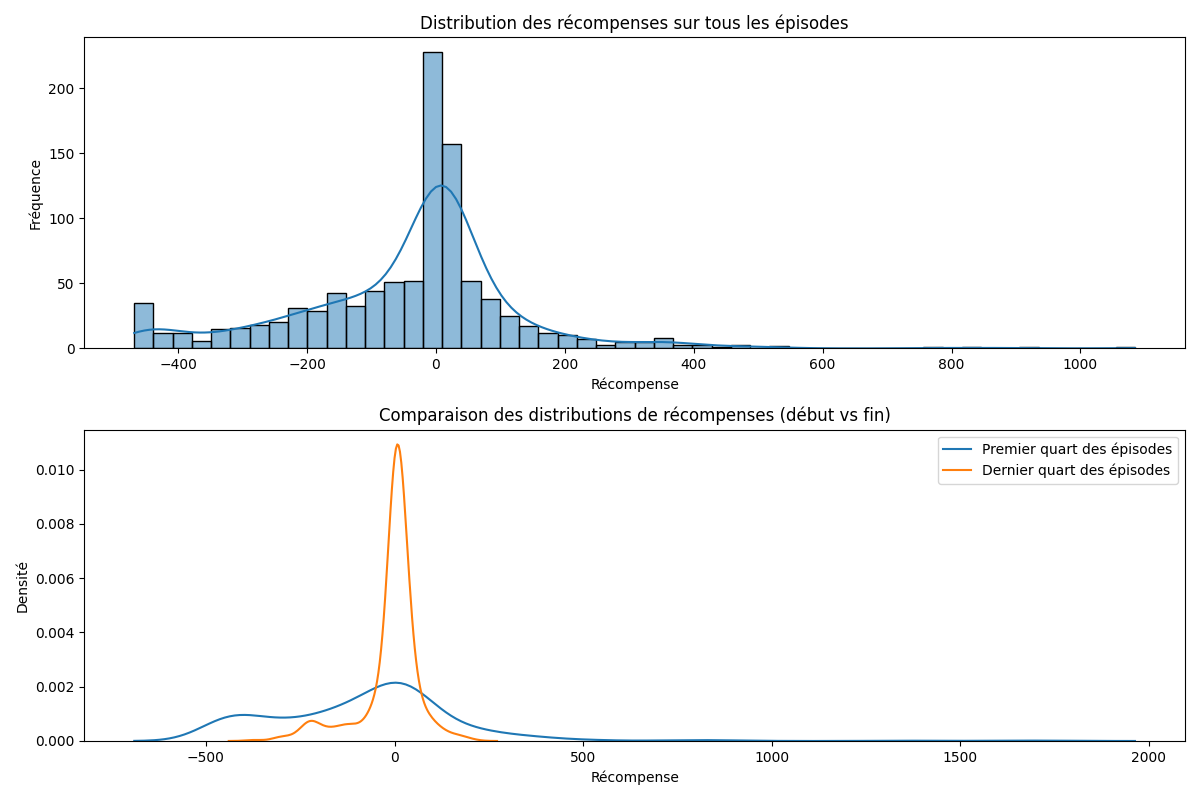 Distribution des récompenses sur tous les épisodes
Fréquence
200
150
100
50
0
−400 −200 0 200 400 600 800 1000
Récompense
Comparaison des distributions de récompenses (début vs fin)
Premier quart des épisodes
Dernier quart des épisodes
Densité
0.010
0.008
0.006
0.004
0.002
0.000
−500 0 500 1000 1500 2000
Récompense